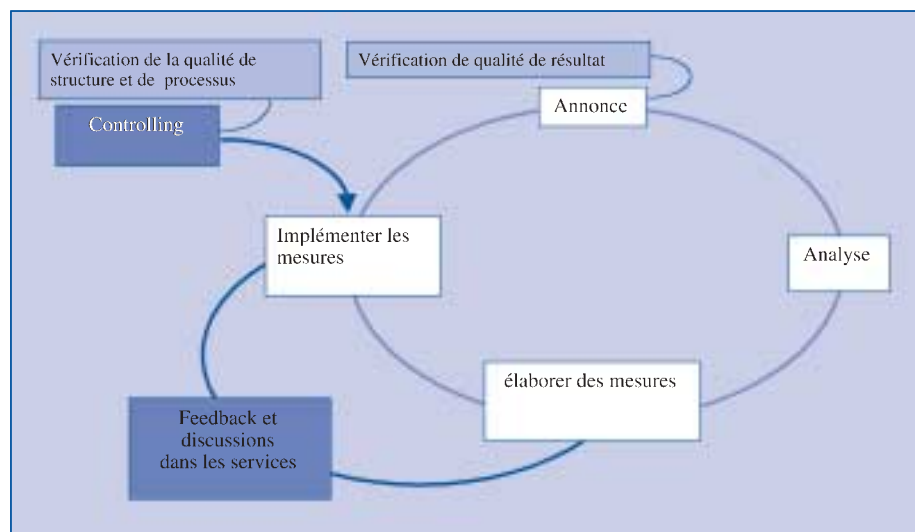 Vérification de la qualité de
structure et de processus
Vérification de qualité de résultat
Controlling
Annonce
Implémenter les
mesures
Analyse
élaborer des mesures
Feedback et
discussions
dans les services